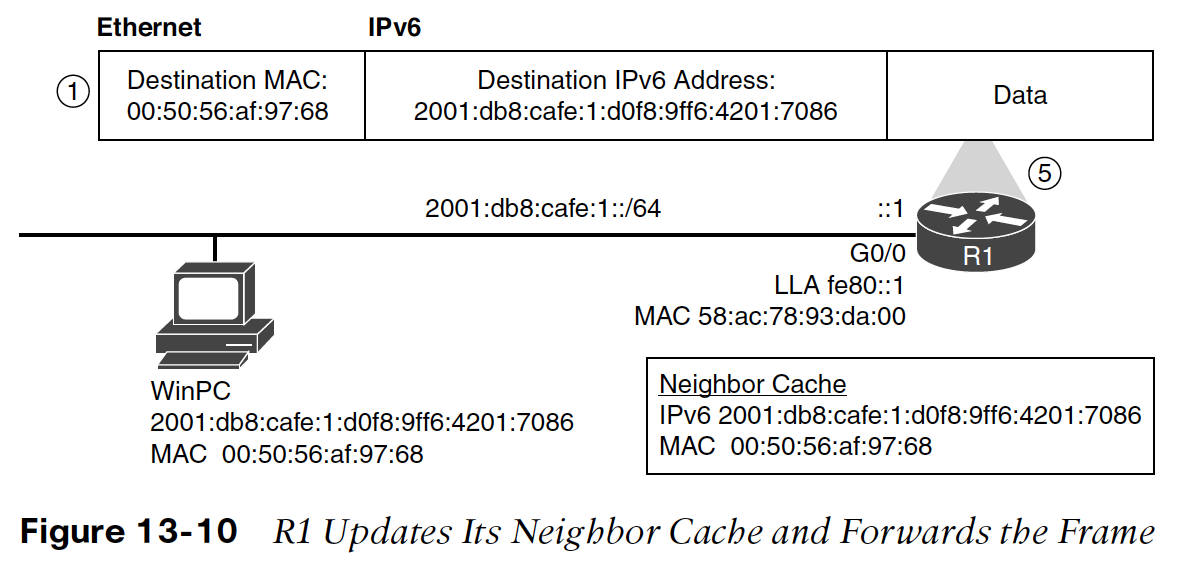 Ethernet IPv6
① Destination MAC: Destination IPv6 Address: Data
00:50:56:af:97:68 2001:db8:cafe:1:d0f8:9ff6:4201:7086
⑤
2001:db8:cafe:1::/64 ::1
R1
G0/0
LLA fe80::1
MAC 58:ac:78:93:da:00
WinPC
2001:db8:cafe:1:d0f8:9ff6:4201:7086
MAC 00:50:56:af:97:68
Neighbor Cache
IPv6 2001:db8:cafe:1:d0f8:9ff6:4201:7086
MAC 00:50:56:af:97:68
Figure 13-10 R1 Updates Its Neighbor Cache and Forwards the Frame